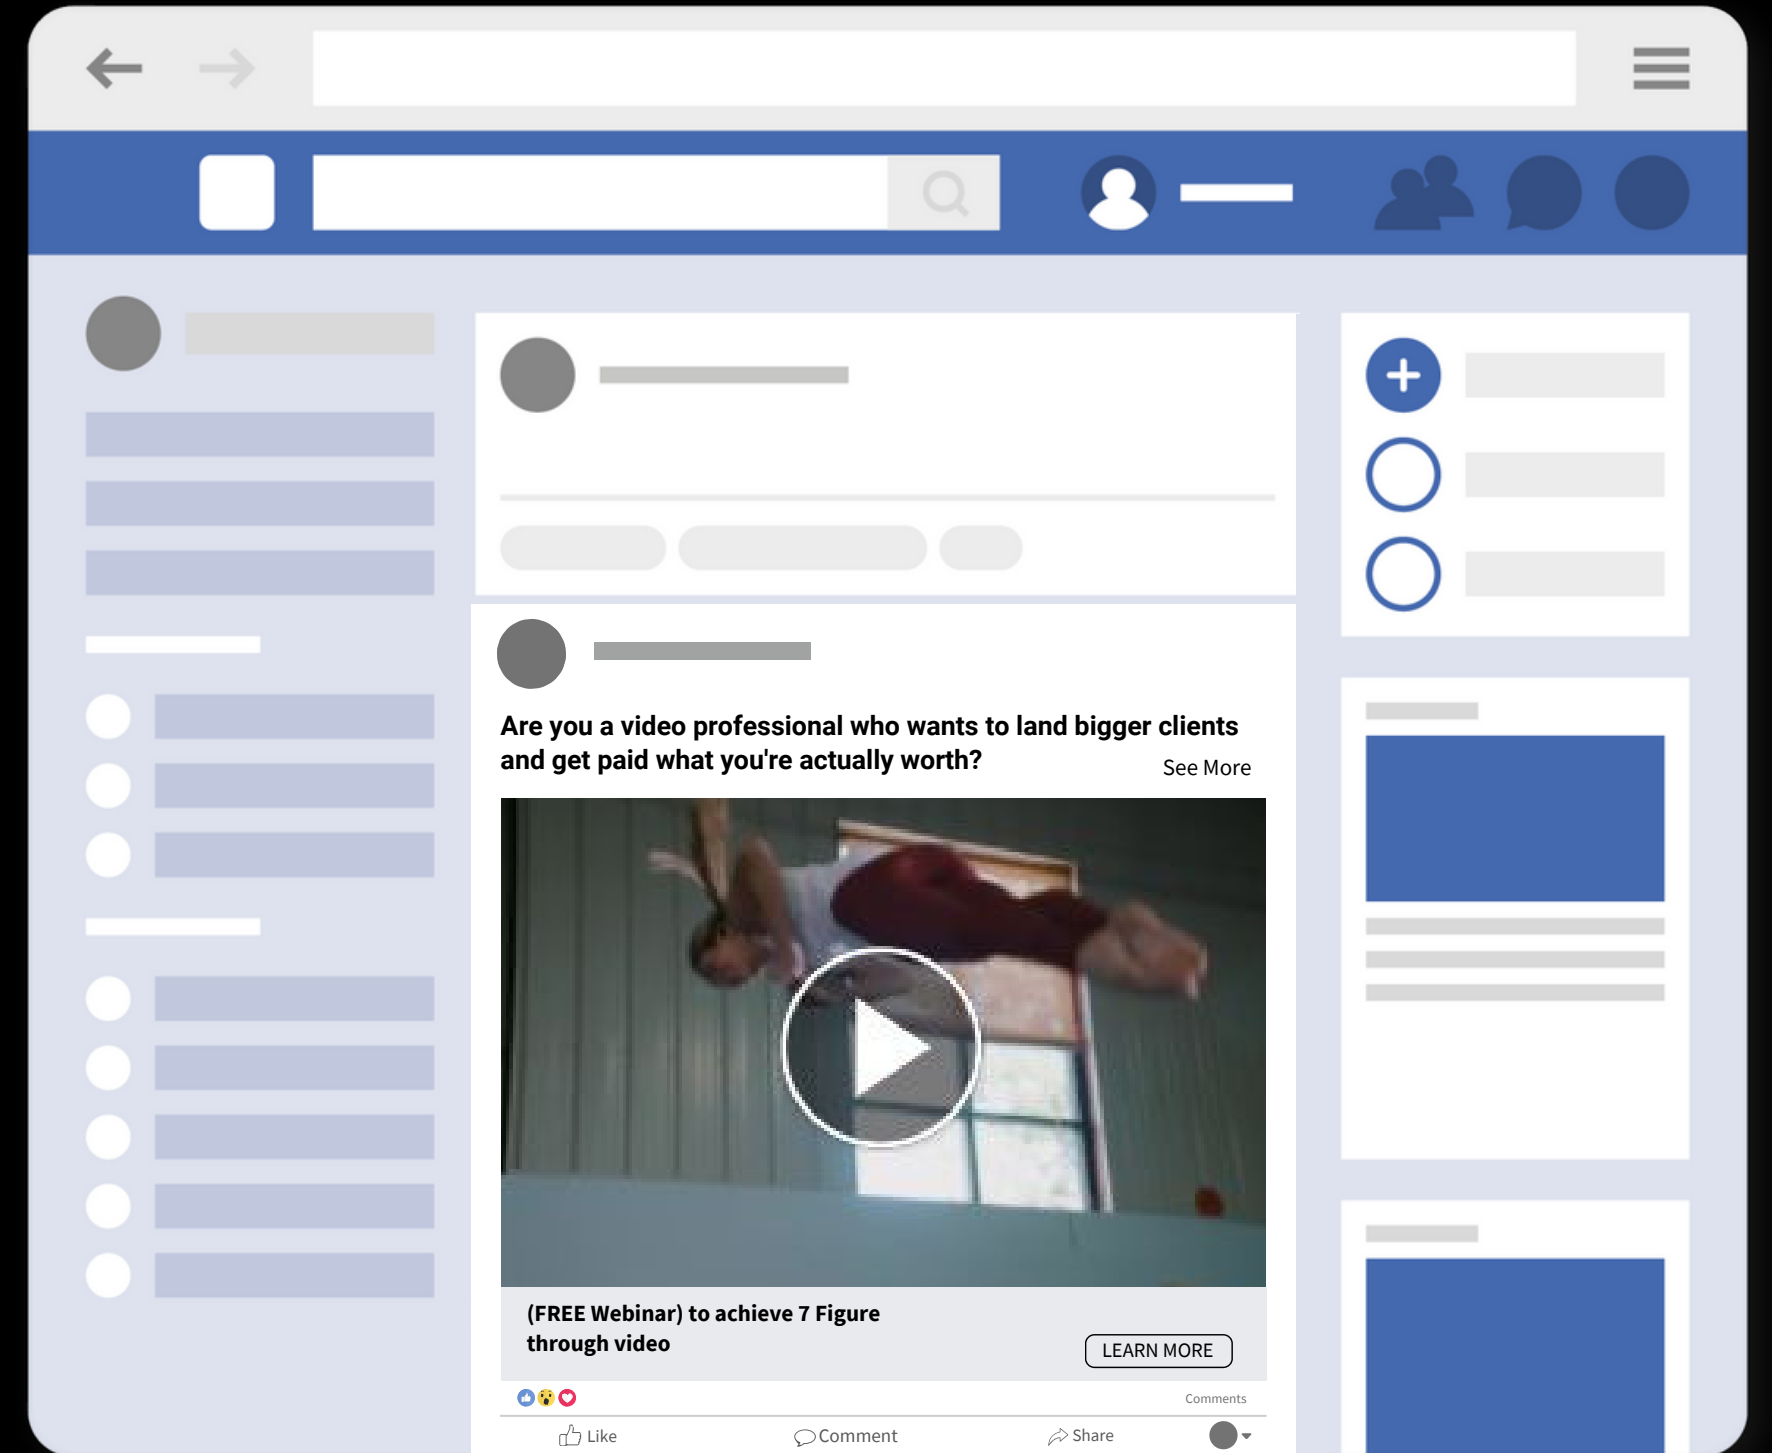 Are you a video professional who wants to land bigger clients
and get paid what you're actually worth?
See More
(FREE Webinar) to achieve 7 Figure
through video
LEARN MORE
Comments
Like
Comment
Share